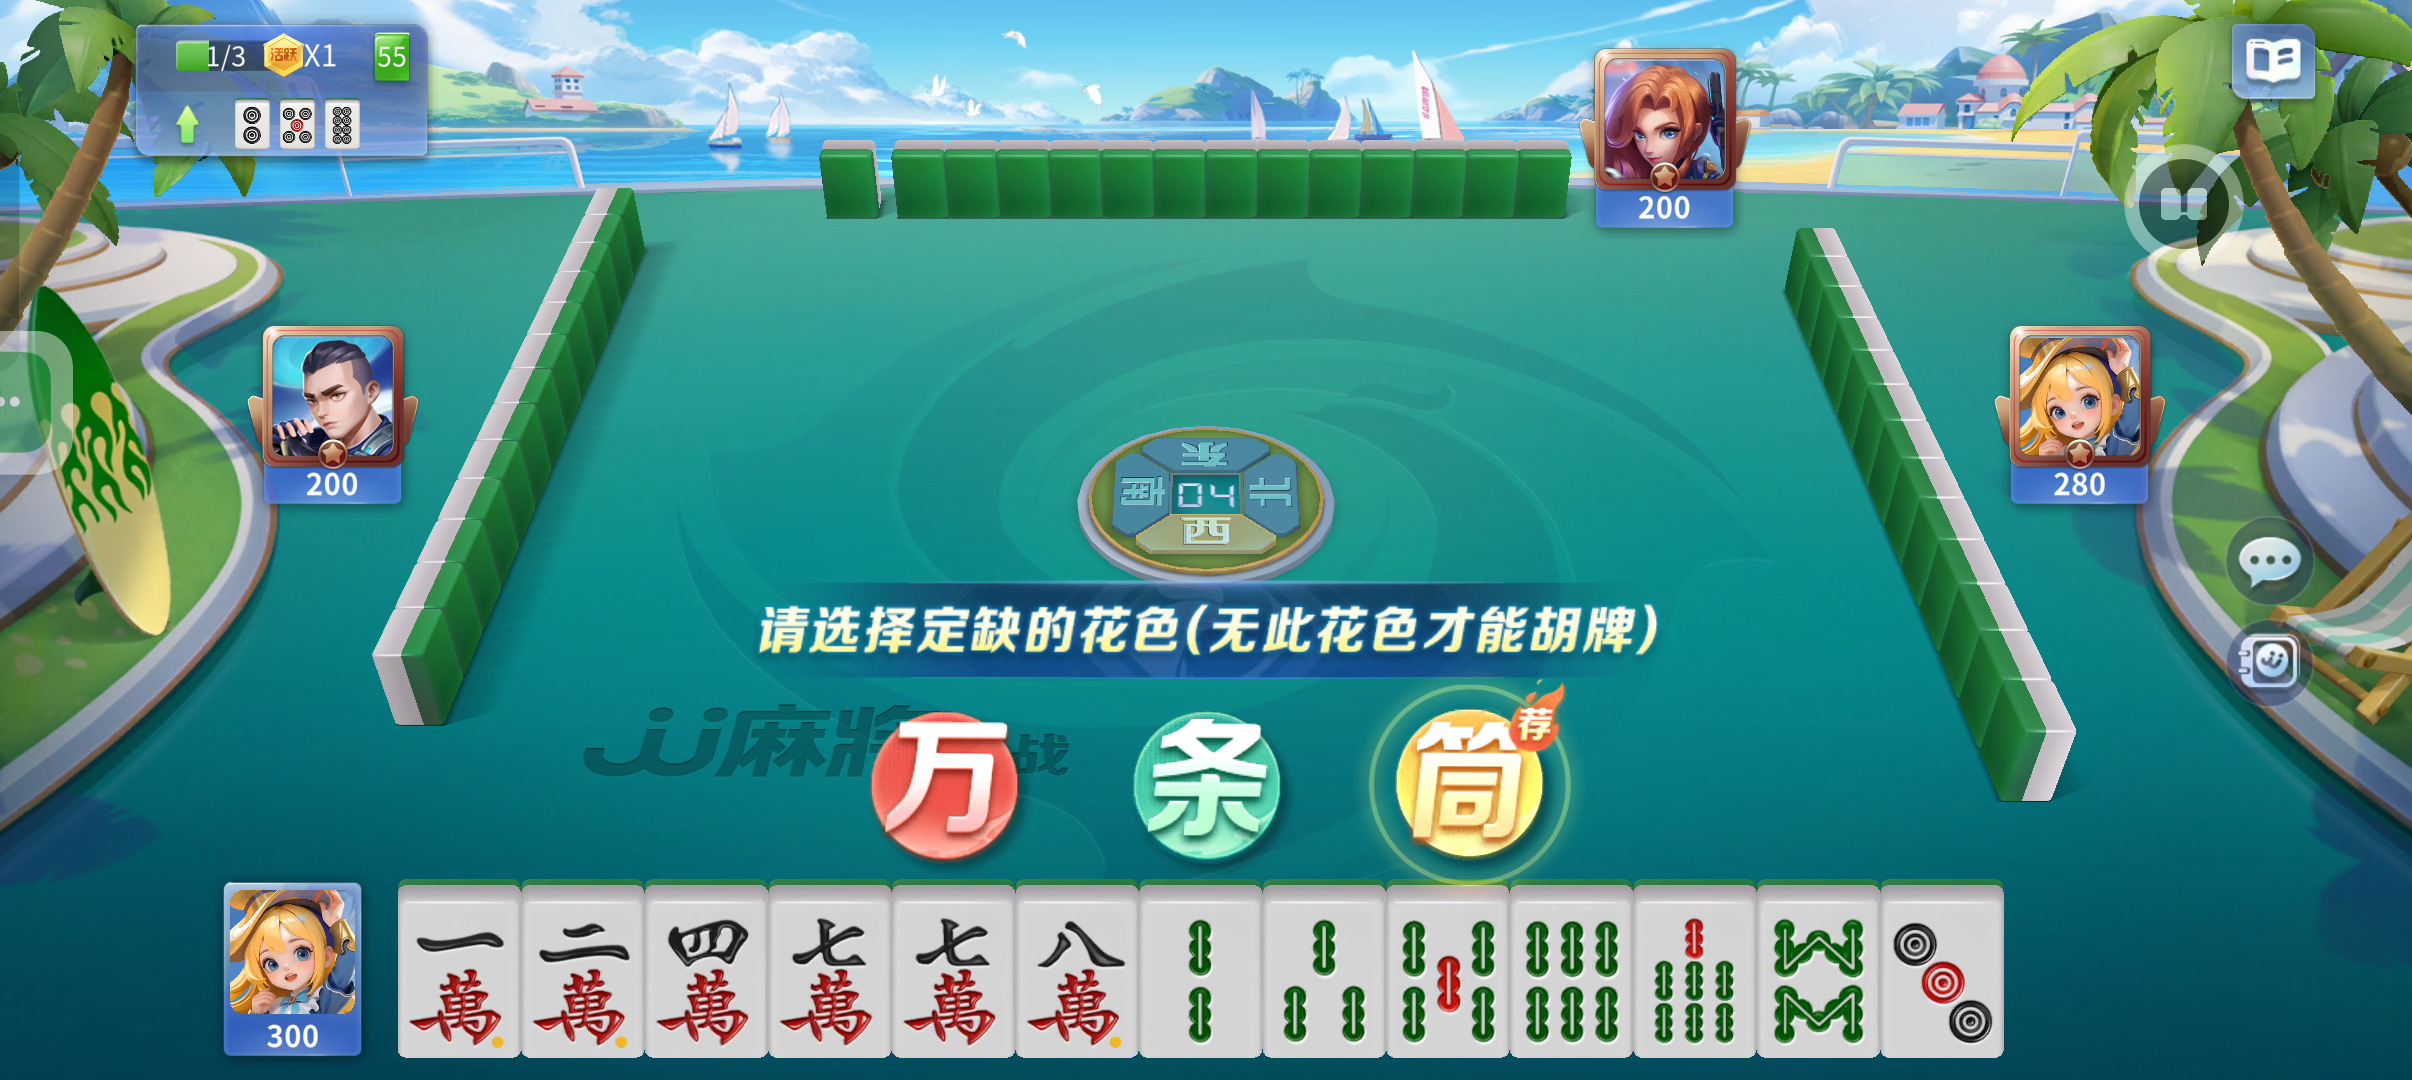 1/3 活跃 X1 55
200
200
280
东
南 04 北
西
请选择定缺的花色(无此花色才能胡牌)
JJ麻将 战
万 条 筒 荐
一萬 二萬 四萬 七萬 七萬 八萬
300